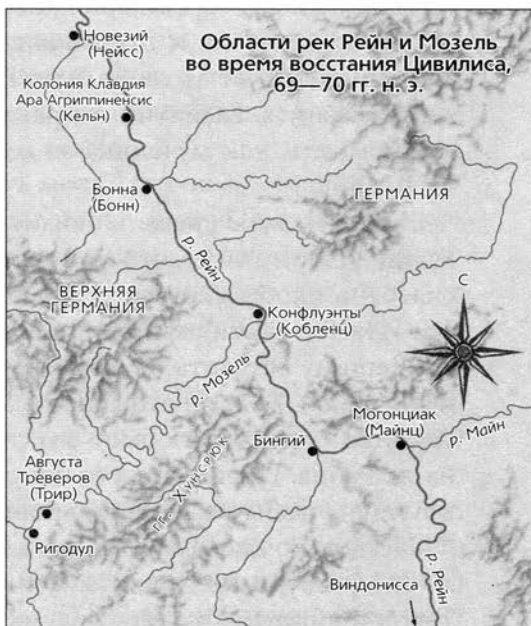 Области рек Рейн и Мозель
во время восстания Цивилиса,
69—70 гг. н. э.
Новезий
(Нейсс)
Колония Клавдия
Ара Агриппиненсис
(Кельн)
Бонна
(Бонн)
ГЕРМАНИЯ
р. Рейн
ВЕРХНЯЯ
ГЕРМАНИЯ
С
Конфлуэнты
(Кобленц)
р. Мозель
Могонциак
(Майнц)
р. Майн
Бингий
гг. Хунсрюк
Августа
Треверов
(Трир)
Ригодул
р. Рейн
Виндонисса